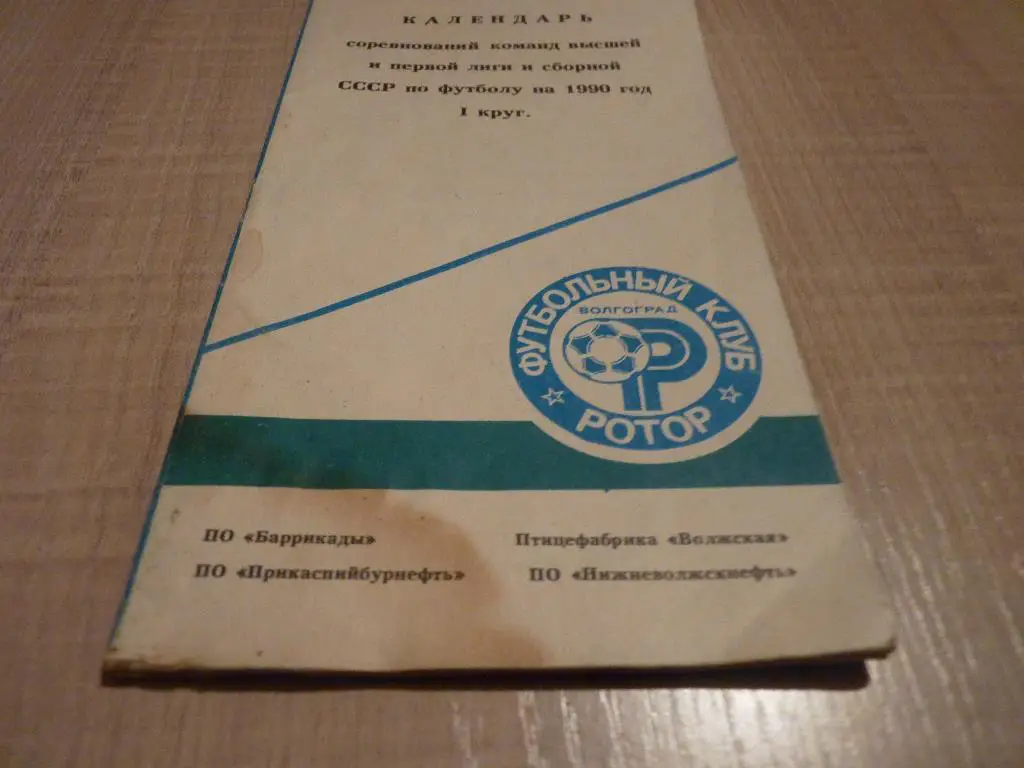 КАЛЕНДАРЬ
соревнований команд высшей
и первой лиги и сборной
СССР по футболу на 1990 год
I круг.
ФУТБОЛЬНЫЙ КЛУБ
ВОЛГОГРАД
Р
РОТОР
ПО «Баррикады»
Птицефабрика «Волжская»
ПО «Прикаспийбурнефть»
ПО «Нижневолжскнефть»